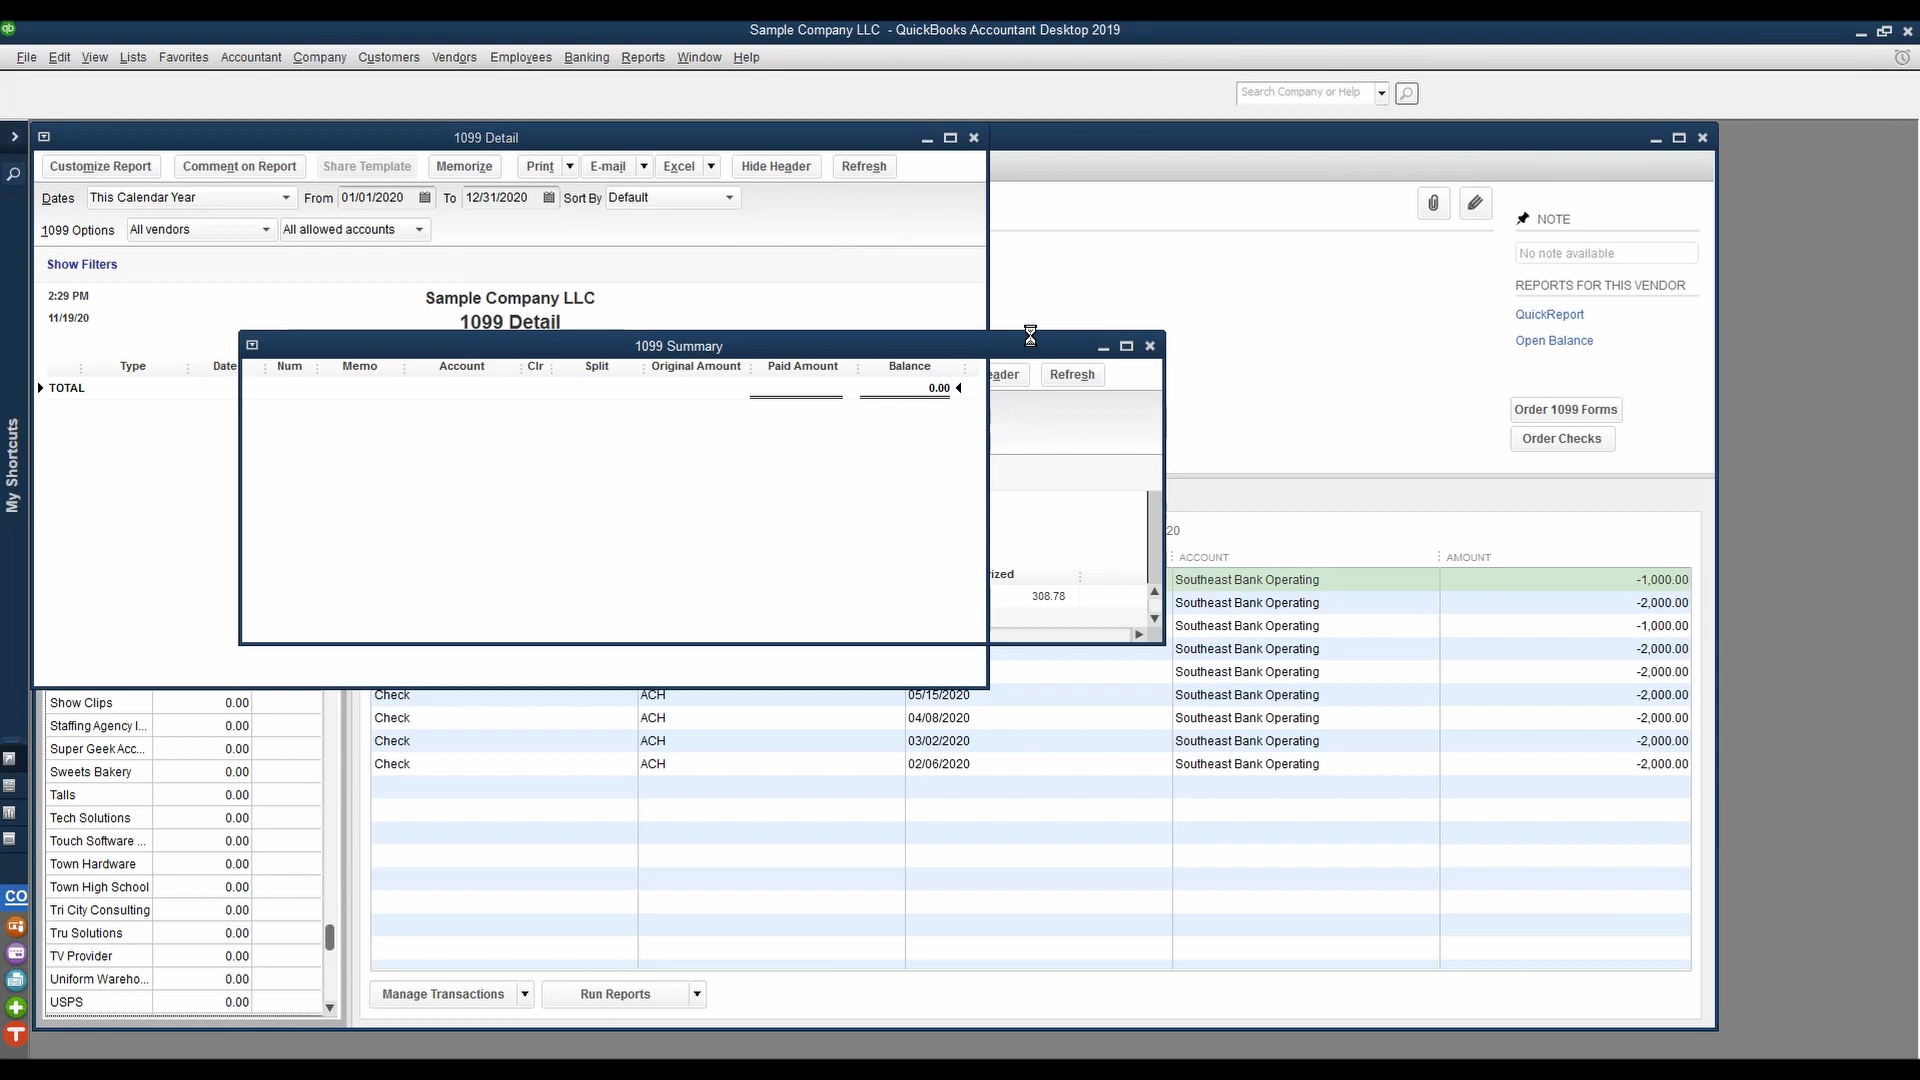 Sample Company LLC - QuickBooks Accountant Desktop 2019
File Edit View Lists Favorites Accountant Company Customers Vendors Employees Banking Reports Window Help
Search Company or Help
1099 Detail
Customize Report Comment on Report Share Template Memorize Print E-mail Excel Hide Header Refresh
Dates This Calendar Year From 01/01/2020 To 12/31/2020 Sort By Default
1099 Options All vendors All allowed accounts
Show Filters
2:29 PM
11/19/20
Sample Company LLC
1099 Detail
1099 Summary
Type Date Num Memo Account Clr Split Original Amount Paid Amount Balance
TOTAL 0.00
eader Refresh
rized
308.78
NOTE
No note available
REPORTS FOR THIS VENDOR
QuickReport
Open Balance
Order 1099 Forms
Order Checks
20
ACCOUNT AMOUNT
Southeast Bank Operating -1,000.00
Southeast Bank Operating -2,000.00
Southeast Bank Operating -1,000.00
Southeast Bank Operating -2,000.00
Southeast Bank Operating -2,000.00
Check ACH 05/15/2020 Southeast Bank Operating -2,000.00
Check ACH 04/08/2020 Southeast Bank Operating -2,000.00
Check ACH 03/02/2020 Southeast Bank Operating -2,000.00
Check ACH 02/06/2020 Southeast Bank Operating -2,000.00
Show Clips 0.00
Staffing Agency I... 0.00
Super Geek Acc... 0.00
Sweets Bakery 0.00
Talls 0.00
Tech Solutions 0.00
Touch Software ... 0.00
Town Hardware 0.00
Town High School 0.00
Tri City Consulting 0.00
Tru Solutions 0.00
TV Provider 0.00
Uniform Wareho... 0.00
USPS 0.00
Manage Transactions Run Reports
My Shortcuts
CO
qb
T